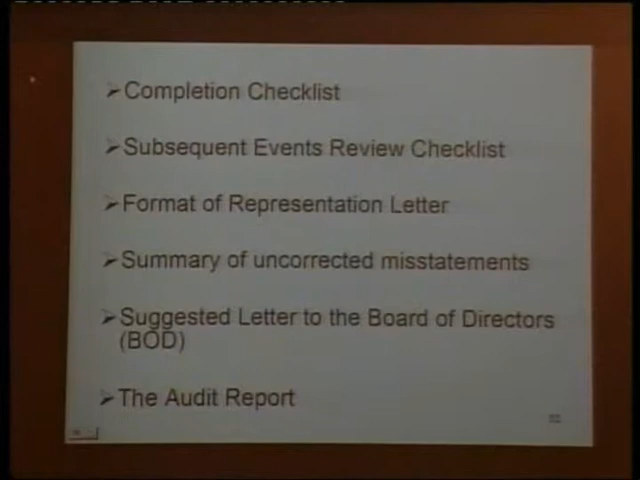 ➢Completion Checklist
➢Subsequent Events Review Checklist
➢Format of Representation Letter
➢Summary of uncorrected misstatements
➢Suggested Letter to the Board of Directors
(BOD)
➢The Audit Report